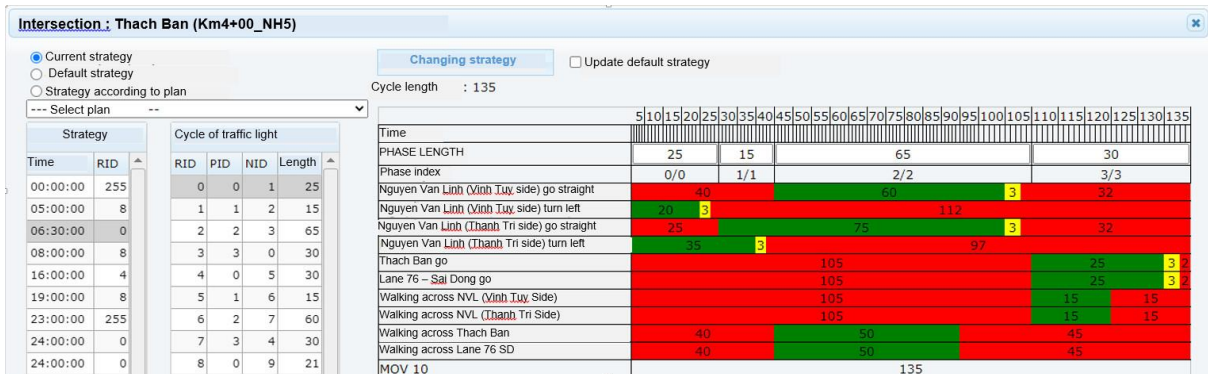 Intersection : Thach Ban (Km4+00_NH5)
Current strategy
Default strategy
Strategy according to plan
--- Select plan --
Changing strategy
Update default strategy
Cycle length : 135
Strategy
Time RID
00:00:00 255
05:00:00 8
06:30:00 0
08:00:00 8
16:00:00 4
19:00:00 8
23:00:00 255
24:00:00 0
24:00:00 0
Cycle of traffic light
RID PID NID Length
0 0 1 25
1 1 2 15
2 2 3 65
3 3 0 30
4 0 5 30
5 1 6 15
6 2 7 60
7 3 4 30
8 0 9 21
5 10 15 20 25 30 35 40 45 50 55 60 65 70 75 80 85 90 95 100 105 110 115 120 125 130 135
Time
PHASE LENGTH 25 15 65 30
Phase index 0/0 1/1 2/2 3/3
Nguyen Van Linh (Vinh Tuy side) go straight 40 60 3 32
Nguyen Van Linh (Vinh Tuy side) turn left 20 3 112
Nguyen Van Linh (Thanh Tri side) go straight 25 75 3 32
Nguyen Van Linh (Thanh Tri side) turn left 35 3 97
Thach Ban go 105 25 3 2
Lane 76 – Sai Dong go 105 25 3 2
Walking across NVL (Vinh Tuy Side) 105 15 15
Walking across NVL (Thanh Tri Side) 105 15 15
Walking across Thach Ban 40 50 45
Walking across Lane 76 SD 40 50 45
MOV 10 135